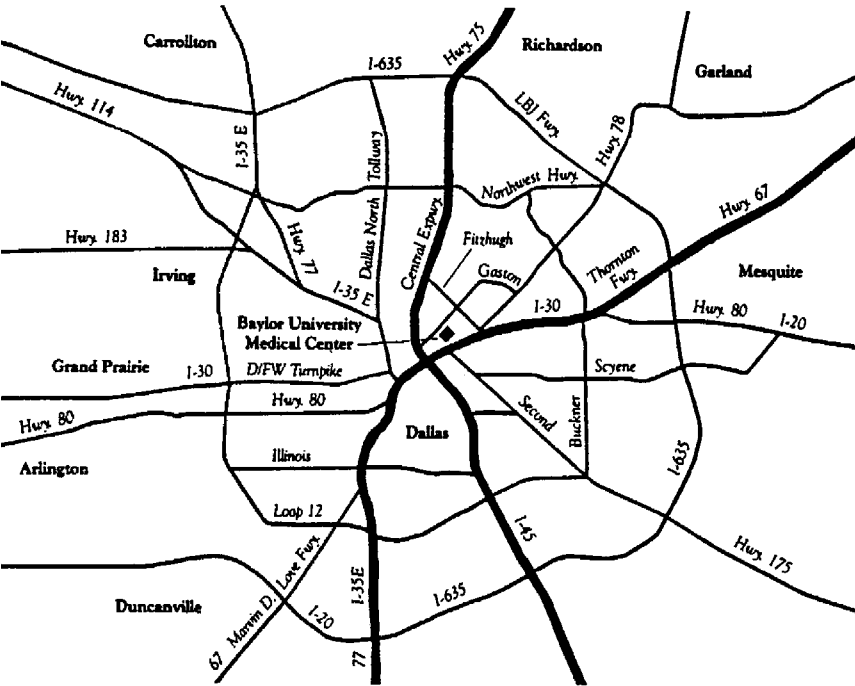 Carrollton
Hwy. 75
Richardson
I-635
Garland
Hwy. 114
LBJ Fwy.
I-35 E
Hwy. 78
Dallas North Tollway
Northwest Hwy.
Central Expwy.
Hwy. 67
Hwy. 183
Hwy. 77
Fitzhugh
Irving
Gaston
Thornton
Fwy.
Mesquite
I-35 E
I-30
Hwy. 80
I-20
Baylor University
Medical Center
Grand Prairie
I-30
D/FW Turnpike
Scyene
Hwy. 80
Hwy. 80
Second
Buckner
Dallas
Arlington
Illinois
I-635
Loop 12
I-45
Hwy. 175
Duncanville
67 Marvin D. Love Fwy.
I-20
I-35E
77
I-635